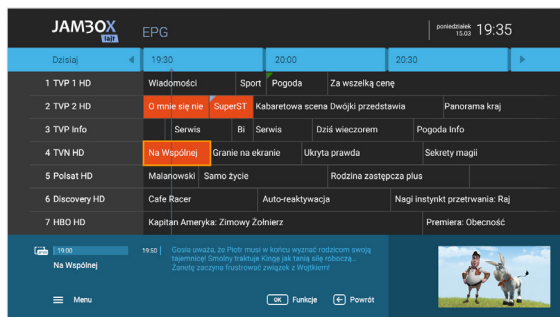 JAMBOX
lajt
EPG
poniedziałek
15.03
19:35
Dzisiaj 19:30 20:00 20:30
1 TVP 1 HD Wiadomości Sport Pogoda Za wszelką cenę
2 TVP 2 HD O mnie się nie SuperST Kabaretowa scena Dwójki przedstawia Panorama kraj
3 TVP Info Serwis Bi Serwis Dziś wieczorem Pogoda Info
4 TVN HD Na Wspólnej Granie na ekranie Ukryta prawda Sekrety magii
5 Polsat HD Malanowski Samo życie Rodzina zastępcza plus
6 Discovery HD Cafe Racer Auto-reaktywacja Nagi instynkt przetrwania: Raj
7 HBO HD Kapitan Ameryka: Zimowy Żołnierz Premiera: Obecność
19:00 19:50 Gosia uważa, że Piotr musi w końcu wyznać rodzicom swoją
Na Wspólnej tajemnicę! Smolny traktuje Kingę jak tanią siłę roboczą...
Żanetę zaczyna frustrować związek z Wojtkiem!
Menu OK Funkcje Powrót